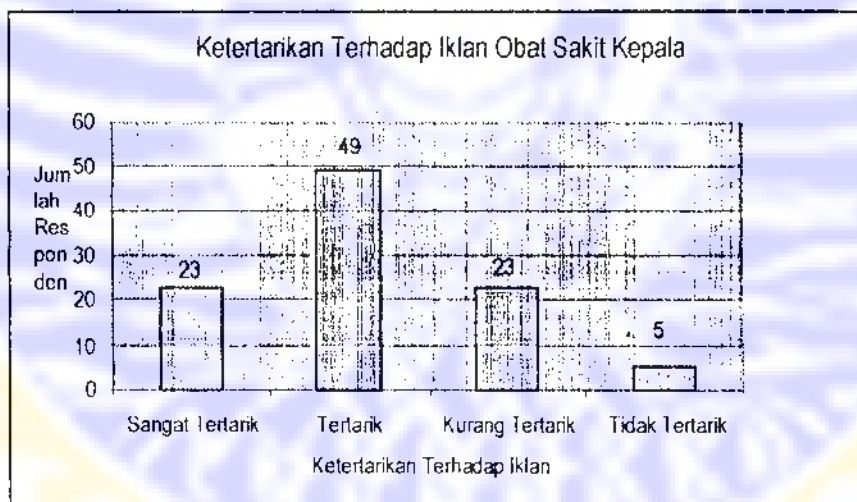 Ketertarikan Terhadap Iklan Obat Sakit Kepala
60
50
40
30
20
10
0
Jum
lah
Res
pon
den
23
49
23
5
Sangat Tertarik
Tertarik
Kurang Tertarik
Tidak Tertarik
Ketertarikan Terhadap Iklan